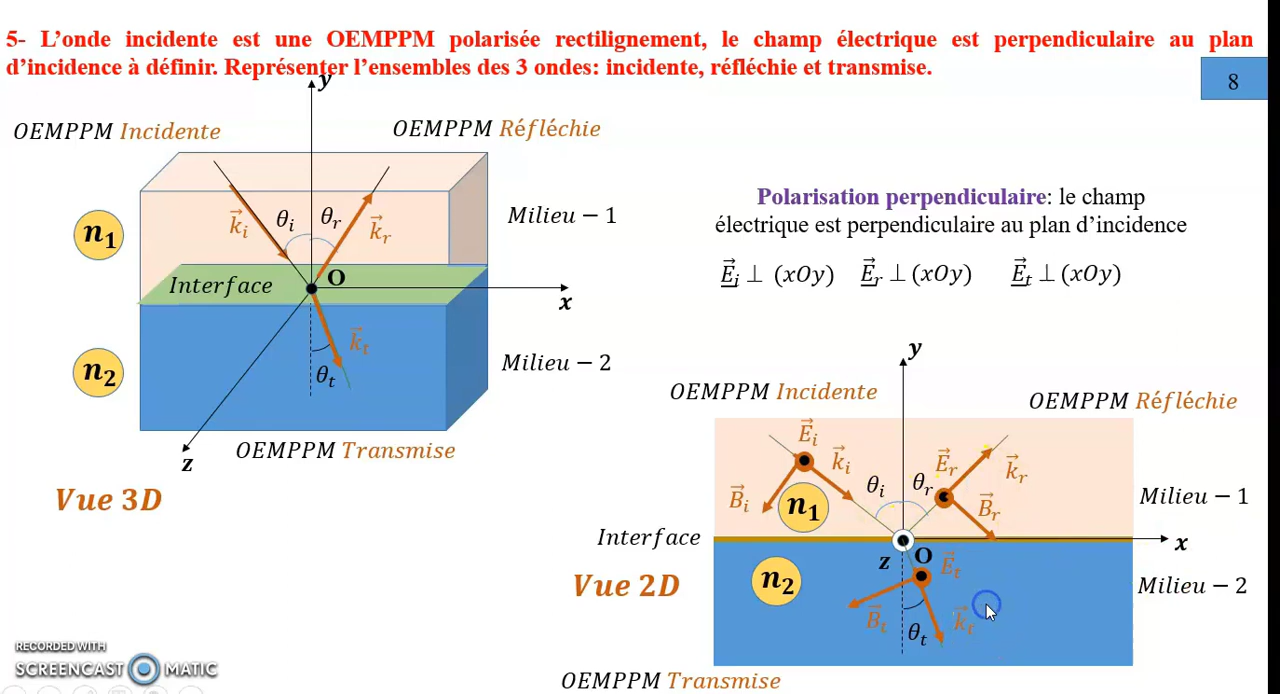 5- L’onde incidente est une OEMPPM polarisée rectilignement, le champ électrique est perpendiculaire au plan
d’incidence à définir. Représenter l’ensembles des 3 ondes: incidente, réfléchie et transmise.
8
y
OEMPPM Incidente
OEMPPM Réfléchie
n₁
k⃗ᵢ
θᵢ
θᵣ
k⃗ᵣ
Milieu − 1
Interface
O
x
n₂
k⃗ₜ
θₜ
Milieu − 2
z
OEMPPM Transmise
Vue 3D
Polarisation perpendiculaire: le champ
électrique est perpendiculaire au plan d’incidence
E⃗ᵢ ⊥ (xOy) E⃗ᵣ ⊥ (xOy) E⃗ₜ ⊥ (xOy)
y
OEMPPM Incidente
OEMPPM Réfléchie
E⃗ᵢ
k⃗ᵢ
θᵢ
θᵣ
E⃗ᵣ
k⃗ᵣ
B⃗ᵢ
n₁
B⃗ᵣ
Milieu − 1
Interface
x
z
O
E⃗ₜ
Vue 2D
n₂
Milieu − 2
B⃗ₜ
θₜ
k⃗ₜ
OEMPPM Transmise
RECORDED WITH
SCREENCAST MATIC